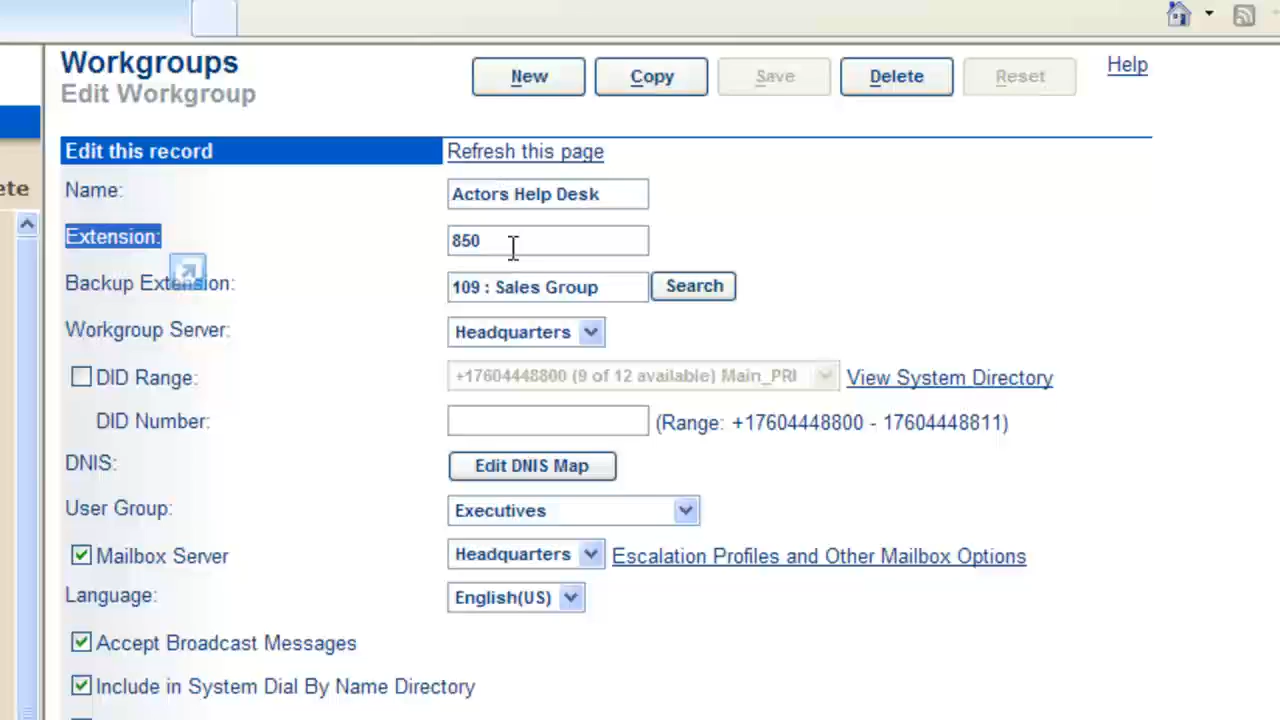 Workgroups
Edit Workgroup
New Copy Save Delete Reset Help
Edit this record Refresh this page
ete
Name: Actors Help Desk
Extension: 850
Backup Extension: 109 : Sales Group Search
Workgroup Server: Headquarters
DID Range: +17604448800 (9 of 12 available) Main_PRI View System Directory
DID Number: (Range: +17604448800 - 17604448811)
DNIS: Edit DNIS Map
User Group: Executives
Mailbox Server Headquarters Escalation Profiles and Other Mailbox Options
Language: English(US)
Accept Broadcast Messages
Include in System Dial By Name Directory